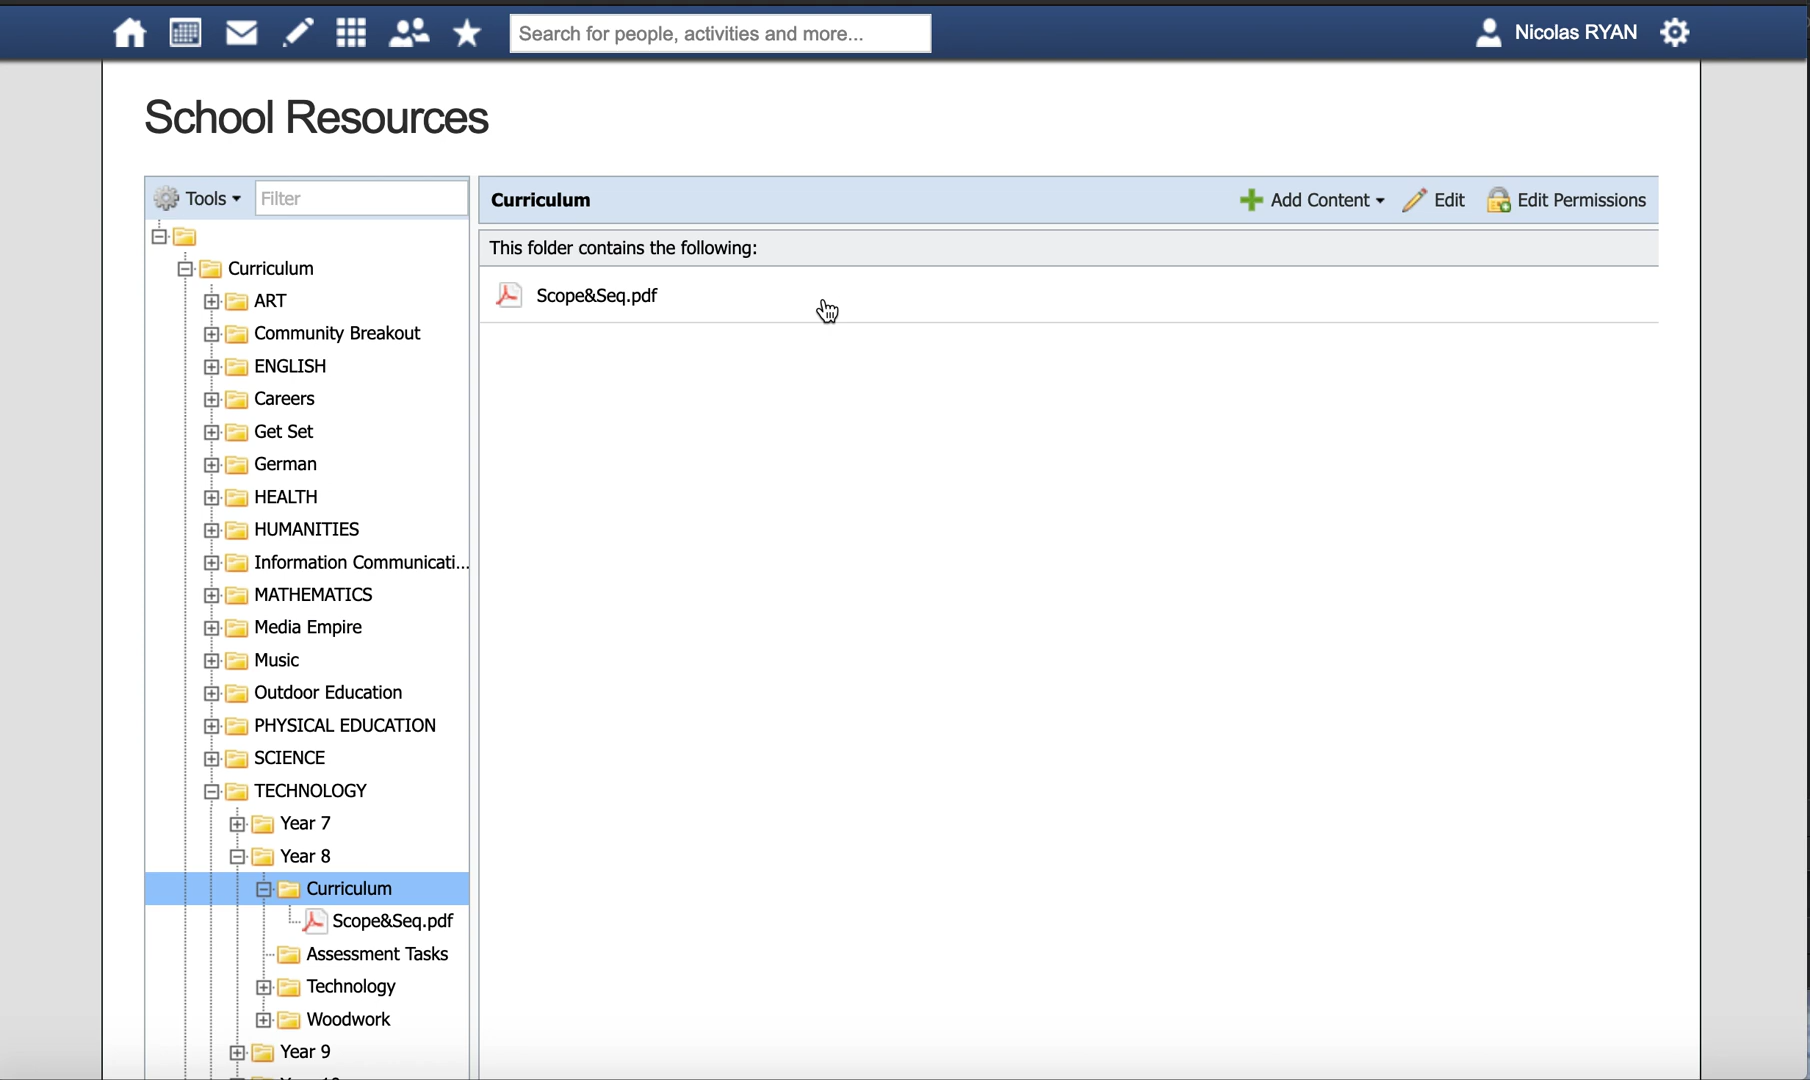 Search for people, activities and more...
Nicolas RYAN
School Resources
Tools
Filter
Curriculum
Add Content
Edit
Edit Permissions
This folder contains the following:
Scope&Seq.pdf
Curriculum
ART
Community Breakout
ENGLISH
Careers
Get Set
German
HEALTH
HUMANITIES
Information Communicati...
MATHEMATICS
Media Empire
Music
Outdoor Education
PHYSICAL EDUCATION
SCIENCE
TECHNOLOGY
Year 7
Year 8
Curriculum
Scope&Seq.pdf
Assessment Tasks
Technology
Woodwork
Year 9